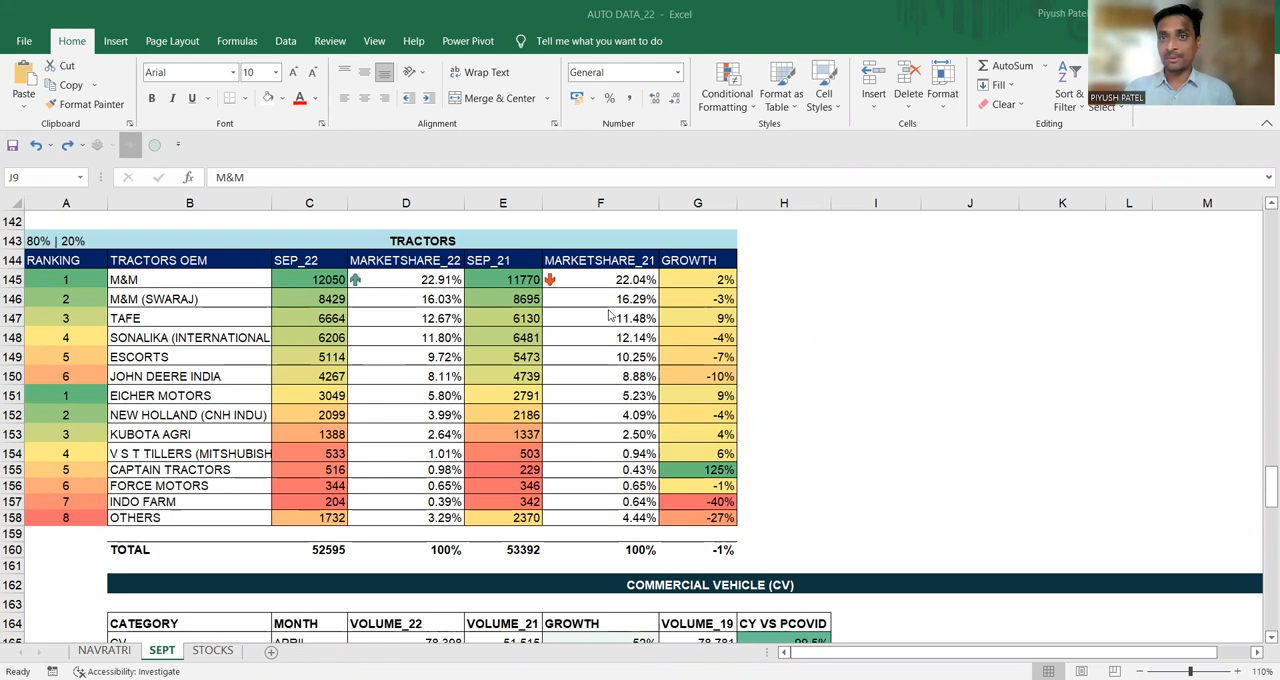 AUTO DATA_22 - Excel
Piyush Patel
File Home Insert Page Layout Formulas Data Review View Help Power Pivot Tell me what you want to do
Paste
Cut
Copy
Format Painter
Clipboard
Arial 10
B I U
Font
Wrap Text
Merge & Center
Alignment
General
Number
Conditional Formatting
Format as Table
Cell Styles
Styles
Insert Delete Format
Cells
AutoSum
Fill
Clear
Sort & Filter
Select
Editing
PIYUSH PATEL
J9 fx M&M
A B C D E F G H I J K L M
142
143 80% | 20% TRACTORS
144 RANKING TRACTORS OEM SEP_22 MARKETSHARE_22 SEP_21 MARKETSHARE_21 GROWTH
145 1 M&M 12050 22.91% 11770 22.04% 2%
146 2 M&M (SWARAJ) 8429 16.03% 8695 16.29% -3%
147 3 TAFE 6664 12.67% 6130 11.48% 9%
148 4 SONALIKA (INTERNATIONAL 6206 11.80% 6481 12.14% -4%
149 5 ESCORTS 5114 9.72% 5473 10.25% -7%
150 6 JOHN DEERE INDIA 4267 8.11% 4739 8.88% -10%
151 1 EICHER MOTORS 3049 5.80% 2791 5.23% 9%
152 2 NEW HOLLAND (CNH INDU) 2099 3.99% 2186 4.09% -4%
153 3 KUBOTA AGRI 1388 2.64% 1337 2.50% 4%
154 4 V S T TILLERS (MITSHUBISH 533 1.01% 503 0.94% 6%
155 5 CAPTAIN TRACTORS 516 0.98% 229 0.43% 125%
156 6 FORCE MOTORS 344 0.65% 346 0.65% -1%
157 7 INDO FARM 204 0.39% 342 0.64% -40%
158 8 OTHERS 1732 3.29% 2370 4.44% -27%
159
160 TOTAL 52595 100% 53392 100% -1%
161
162 COMMERCIAL VEHICLE (CV)
163
164 CATEGORY MONTH VOLUME_22 VOLUME_21 GROWTH VOLUME_19 CY VS PCOVID
165 CV APRIL 78,398 51,515 52% 78,781 99.5%
NAVRATRI SEPT STOCKS
Ready Accessibility: Investigate 110%